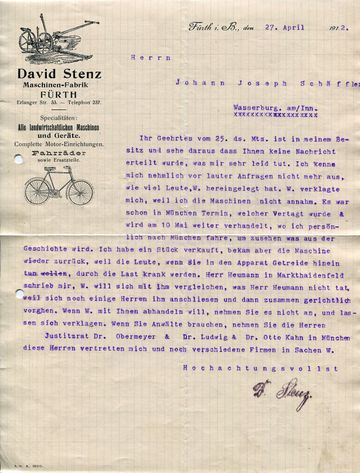 David Stenz
Maschinen-Fabrik
FÜRTH
Erlanger Str. 55. — Telephon 257.
Spezialitäten:
Alle landwirtschaftlichen Maschinen
und Geräte.
Complette Motor-Einrichtungen.
Fahrräder
sowie Ersatzteile.
Fürth i. B., den 27. April 1912.
Herrn
Johann Joseph Schäffler
Wasserburg. am/Inn.
xxxxxxxxxxxxxxxxxx
Ihr Geehrtes vom 25. ds. Mts. ist in meinem Be-
sitz und sehe daraus dass Ihnen keine Nachricht
erteilt wurde, was mir sehr leid tut. Ich kenne
mich nehmlich vor lauter Anfragen nicht mehr aus,
wie viel Leute,W. hereingelegt hat. W. verklagte
mich, weil ich die Maschinen nicht annahm. Es war
schon in München Termin, welcher Vertagt wurde &
wird am 10 Mai weiter verhandelt, wo ich persön-
lich nach München fahre, um zusehen was aus der
Geschichte wird. Ich habe ein Stück verkauft, bekam aber die Maschine
wieder zurrück, weil die Leute, wenn sie in den Apparat Getreide hinein
tun wollen, durch die Last krank werden. Herr Heumann in Markthaidenfeld
schrieb mir, W. will sich mit ihm vergleichen, was Herr Heumann nicht tut,
weil sich noch einige Herren ihm anschliesen und dann zusammen gerichtlich
vorghen. Wenn W. mit Ihnen abhandeln will, nehmen Sie es nicht an, und las-
sen sich verklagen. Wenn Sie Anwälte brauchen, nehmen Sie die Herren
Justitsrat Dr. Obermeyer & Dr. Ludwig & Dr. Otto Kahn in München
diese Herren vertretten mich und noch verschiedene Firmen in Sachen W.
Hochachtungsvollst
D. Stenz.